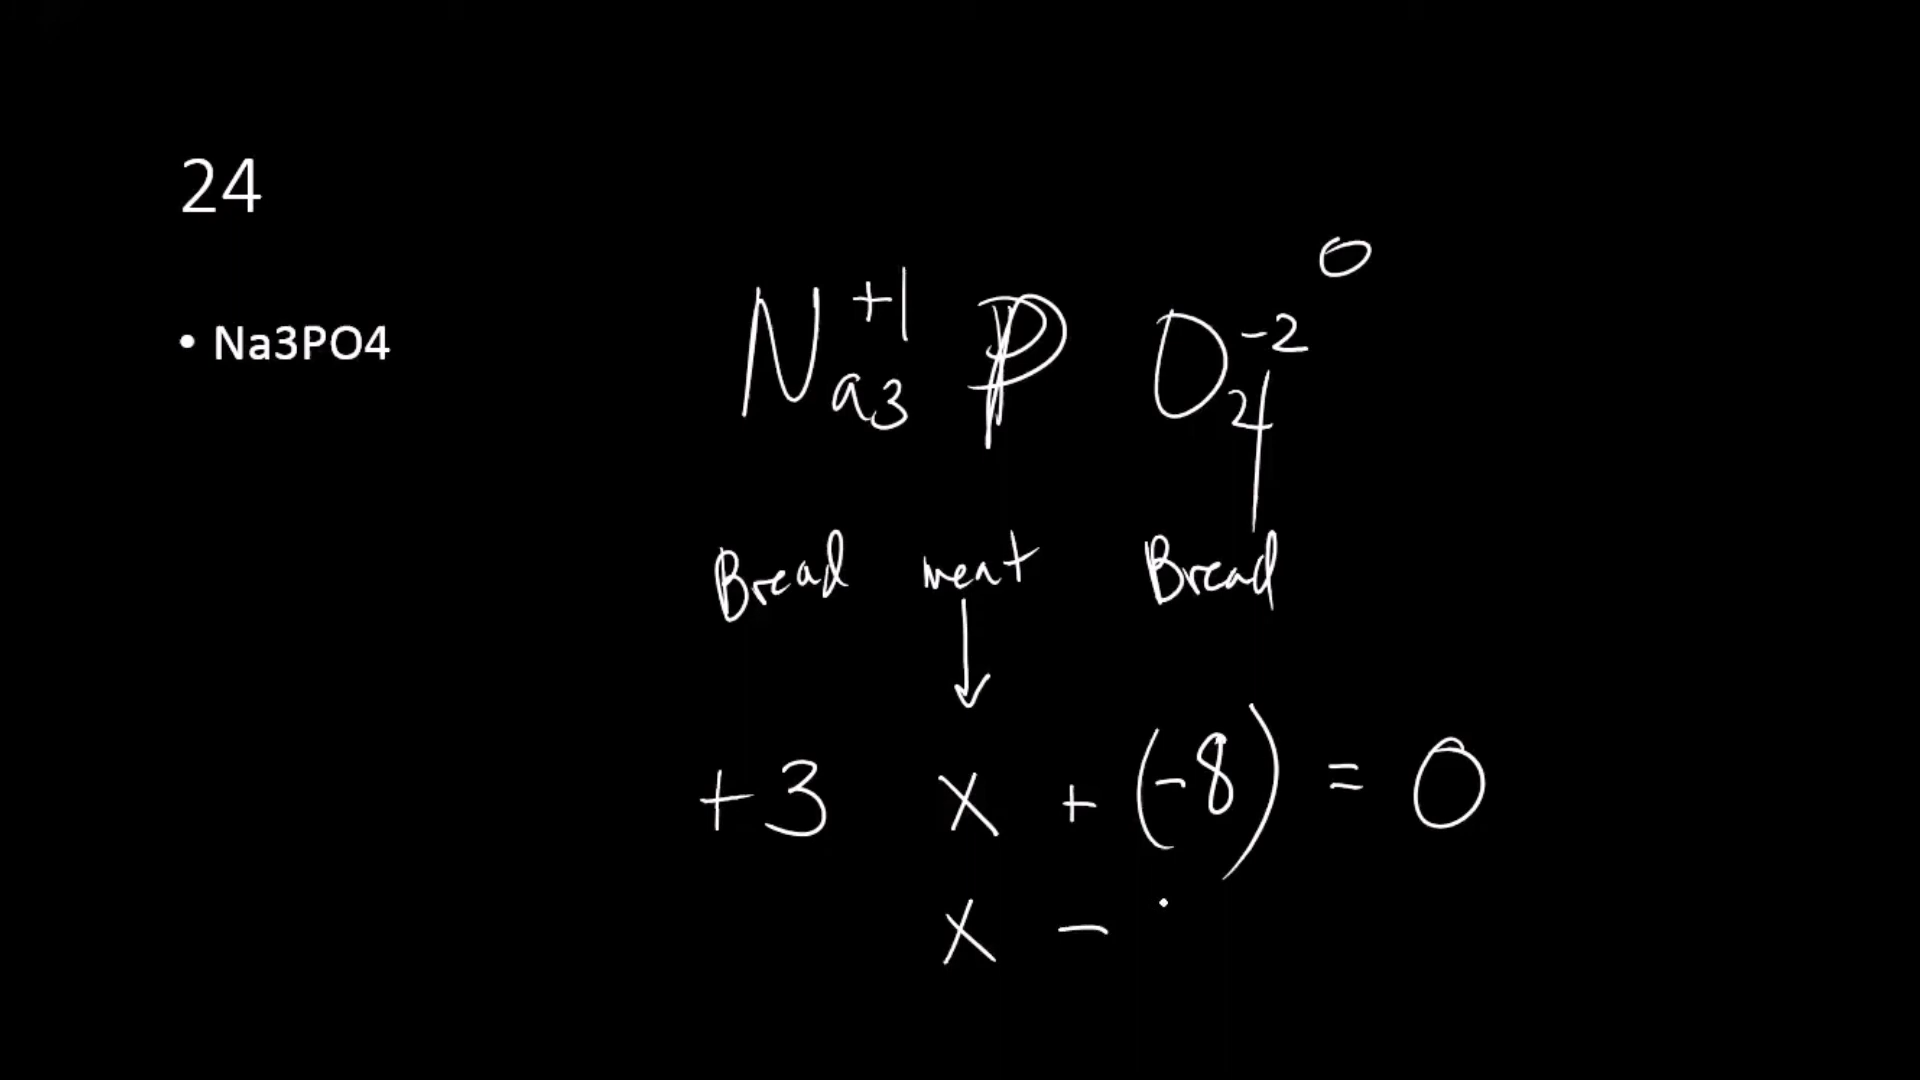 24
• Na3PO4
Na3 +1 P O4 -2 0
Bread meat Bread
+3 x + (-8) = 0
x -